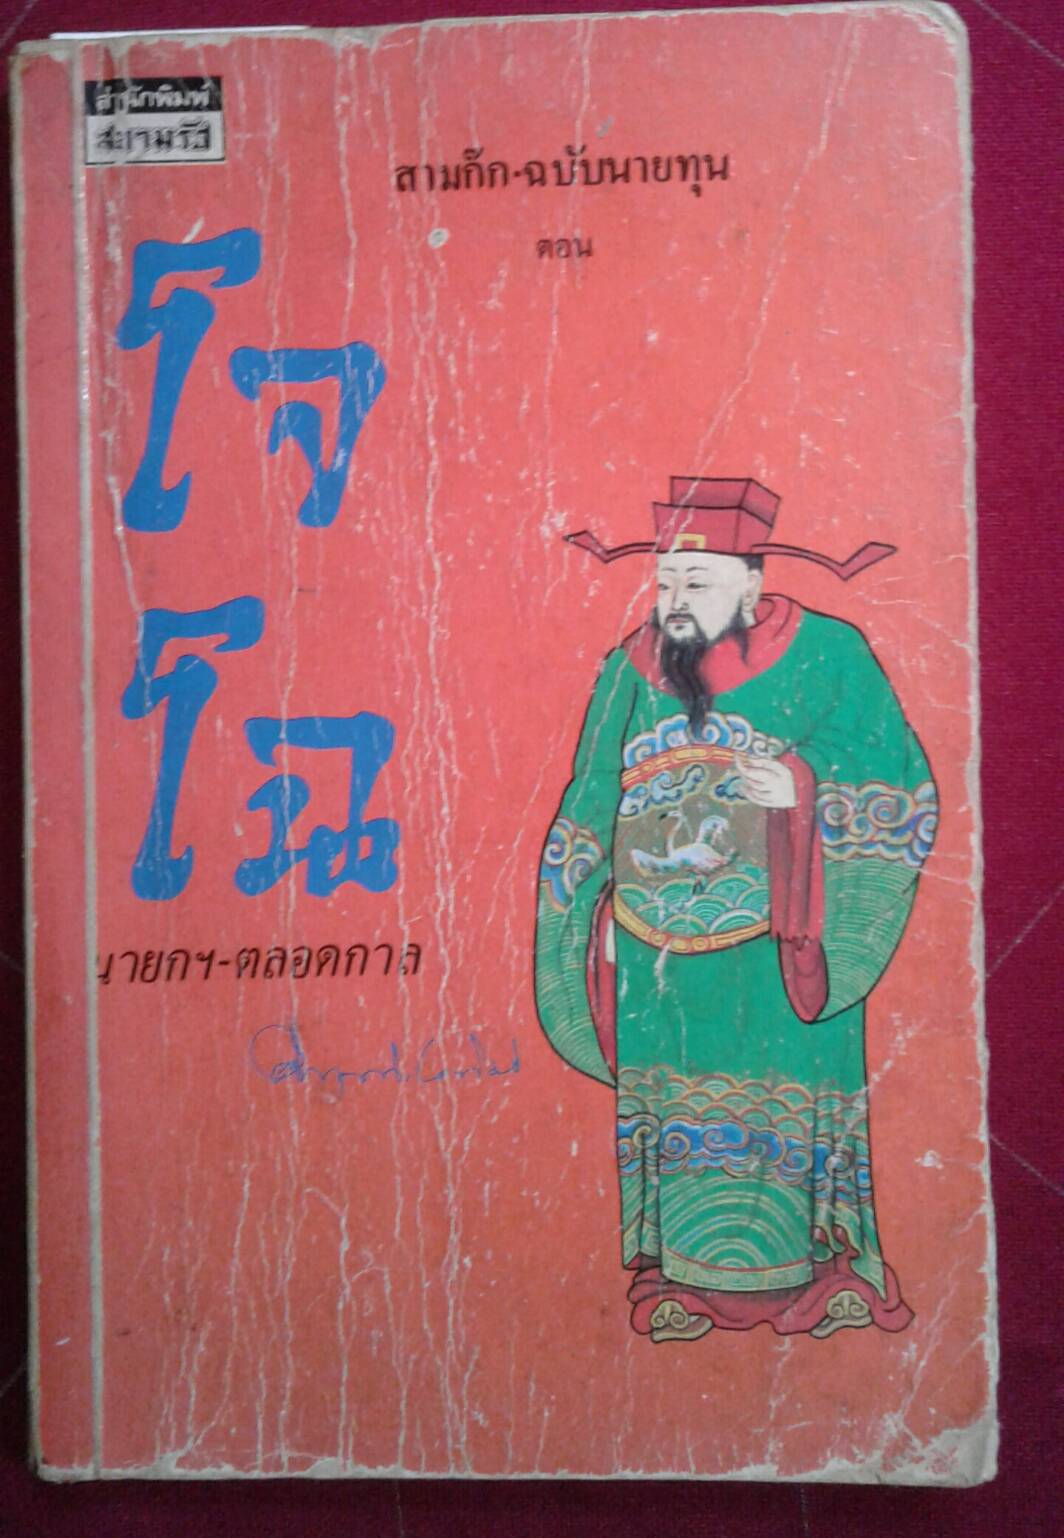 สำนักพิมพ์
สยามรัฐ
สามก๊ก-ฉบับนายทุน
ตอน
โจ
โฉ
นายกฯ-ตลอดกาล